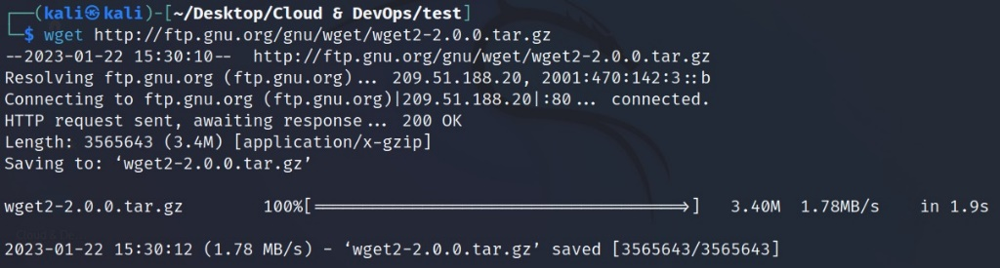 ┌──(kali㉿kali)-[~/Desktop/Cloud & DevOps/test]
└─$ wget http://ftp.gnu.org/gnu/wget/wget2-2.0.0.tar.gz
--2023-01-22 15:30:10--  http://ftp.gnu.org/gnu/wget/wget2-2.0.0.tar.gz
Resolving ftp.gnu.org (ftp.gnu.org)... 209.51.188.20, 2001:470:142:3::b
Connecting to ftp.gnu.org (ftp.gnu.org)|209.51.188.20|:80... connected.
HTTP request sent, awaiting response... 200 OK
Length: 3565643 (3.4M) [application/x-gzip]
Saving to: ‘wget2-2.0.0.tar.gz’
wget2-2.0.0.tar.gz 100%[======================================>] 3.40M 1.78MB/s in 1.9s
2023-01-22 15:30:12 (1.78 MB/s) - ‘wget2-2.0.0.tar.gz’ saved [3565643/3565643]